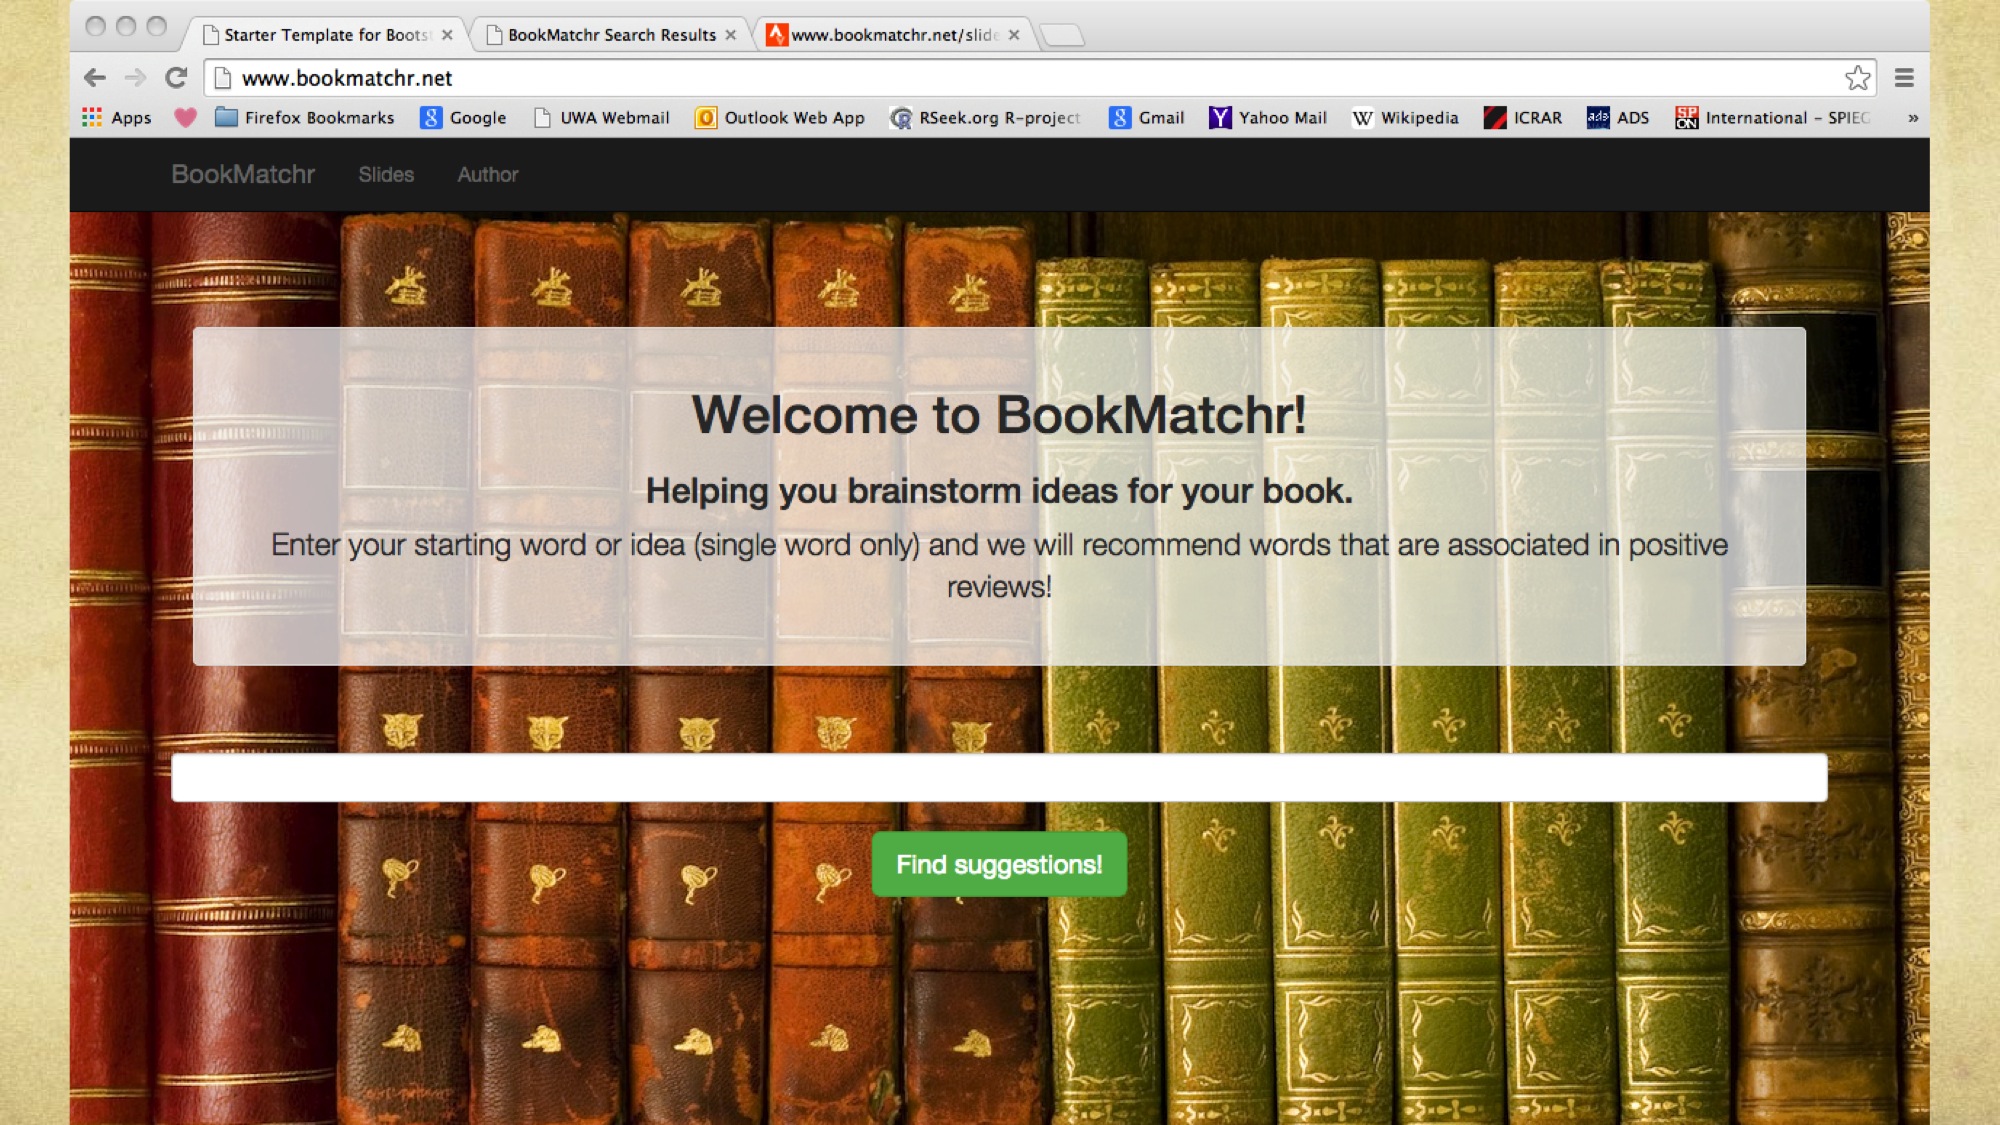 Starter Template for Boots
BookMatchr Search Results
www.bookmatchr.net/slide
www.bookmatchr.net
Apps
Firefox Bookmarks
Google
UWA Webmail
Outlook Web App
RSeek.org R-project
Gmail
Yahoo Mail
Wikipedia
ICRAR
ADS
International - SPIEG
»
BookMatchr
Slides
Author
Welcome to BookMatchr!
Helping you brainstorm ideas for your book.
Enter your starting word or idea (single word only) and we will recommend words that are associated in positive
reviews!
Find suggestions!